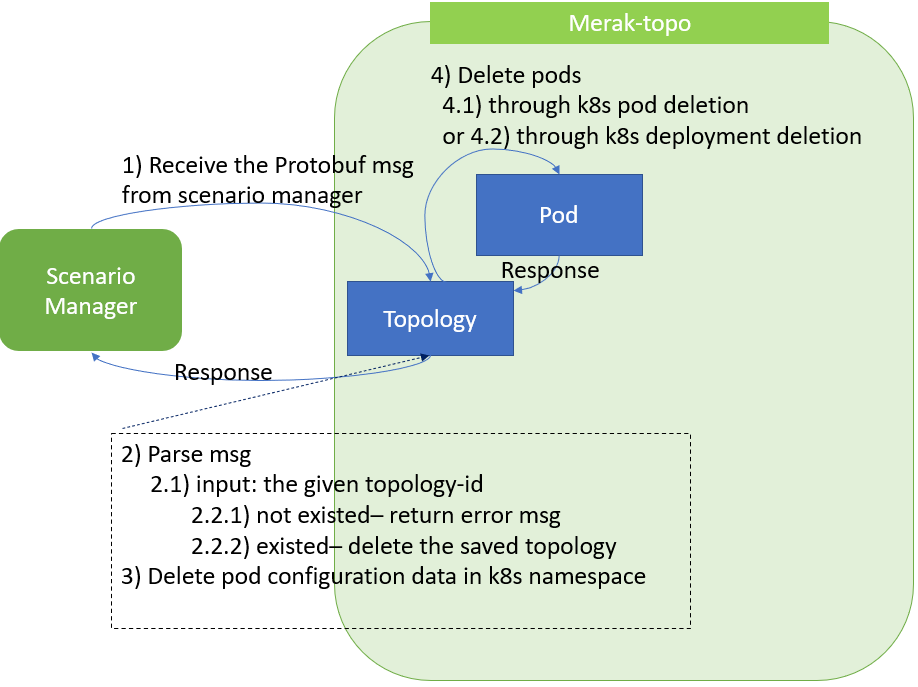 Merak-topo
4) Delete pods
4.1) through k8s pod deletion
or 4.2) through k8s deployment deletion
1) Receive the Protobuf msg
from scenario manager
Pod
Response
Scenario
Manager
Topology
Response
2) Parse msg
2.1) input: the given topology-id
2.2.1) not existed– return error msg
2.2.2) existed– delete the saved topology
3) Delete pod configuration data in k8s namespace